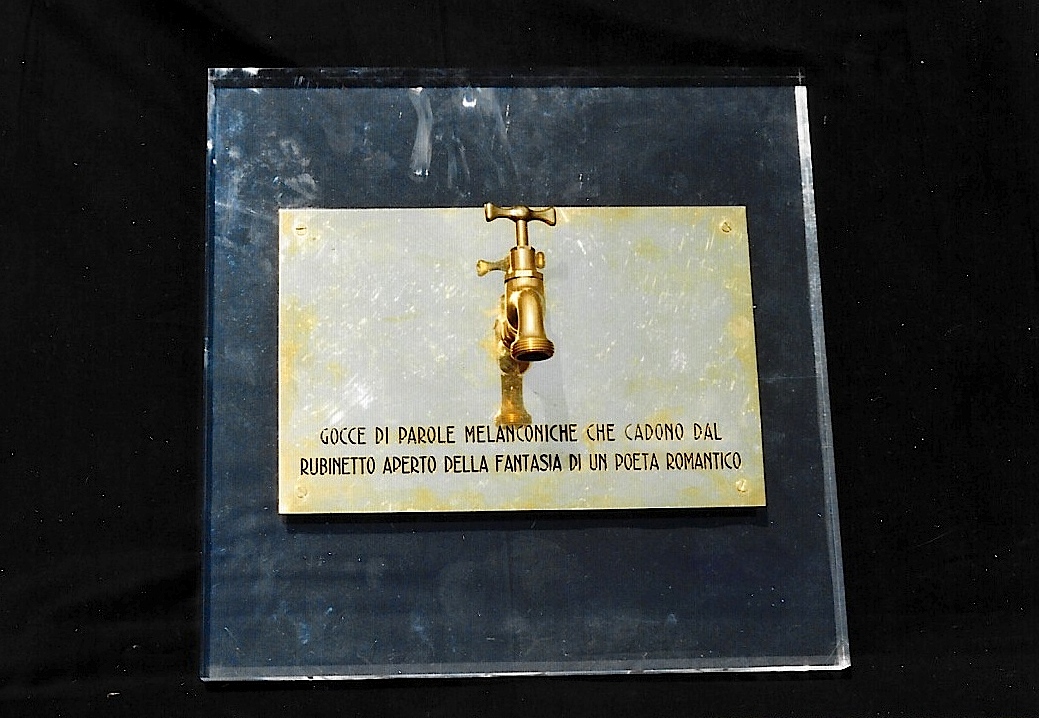 GOCCE DI PAROLE MELANCONICHE CHE CADONO DAL
RUBINETTO APERTO DELLA FANTASIA DI UN POETA ROMANTICO